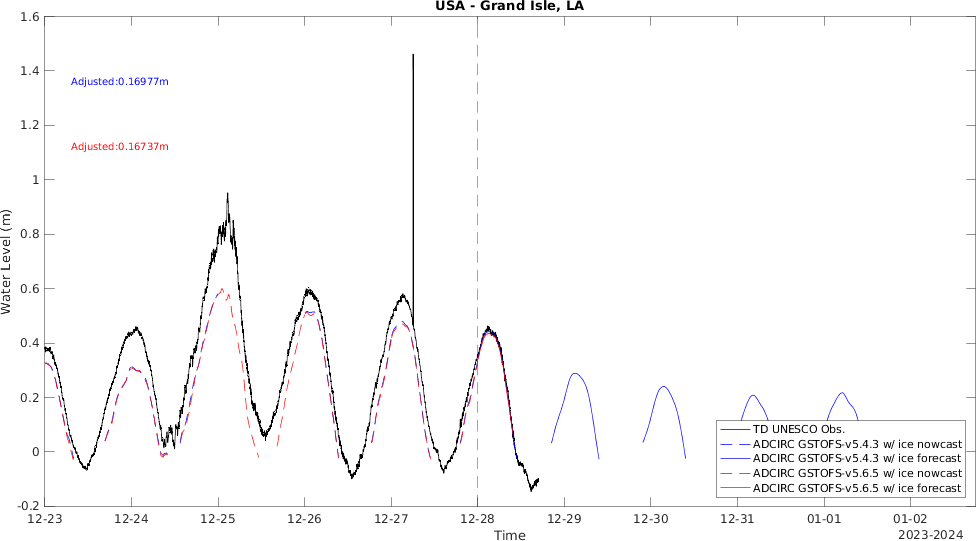 USA - Grand Isle, LA
1.6
1.4
1.2
1
0.8
0.6
0.4
0.2
0
-0.2
Water Level (m)
Adjusted:0.16977m
Adjusted:0.16737m
TD UNESCO Obs.
ADCIRC GSTOFS-v5.4.3 w/ ice nowcast
ADCIRC GSTOFS-v5.4.3 w/ ice forecast
ADCIRC GSTOFS-v5.6.5 w/ ice nowcast
ADCIRC GSTOFS-v5.6.5 w/ ice forecast
12-23 12-24 12-25 12-26 12-27 12-28 12-29 12-30 12-31 01-01 01-02
Time
2023-2024